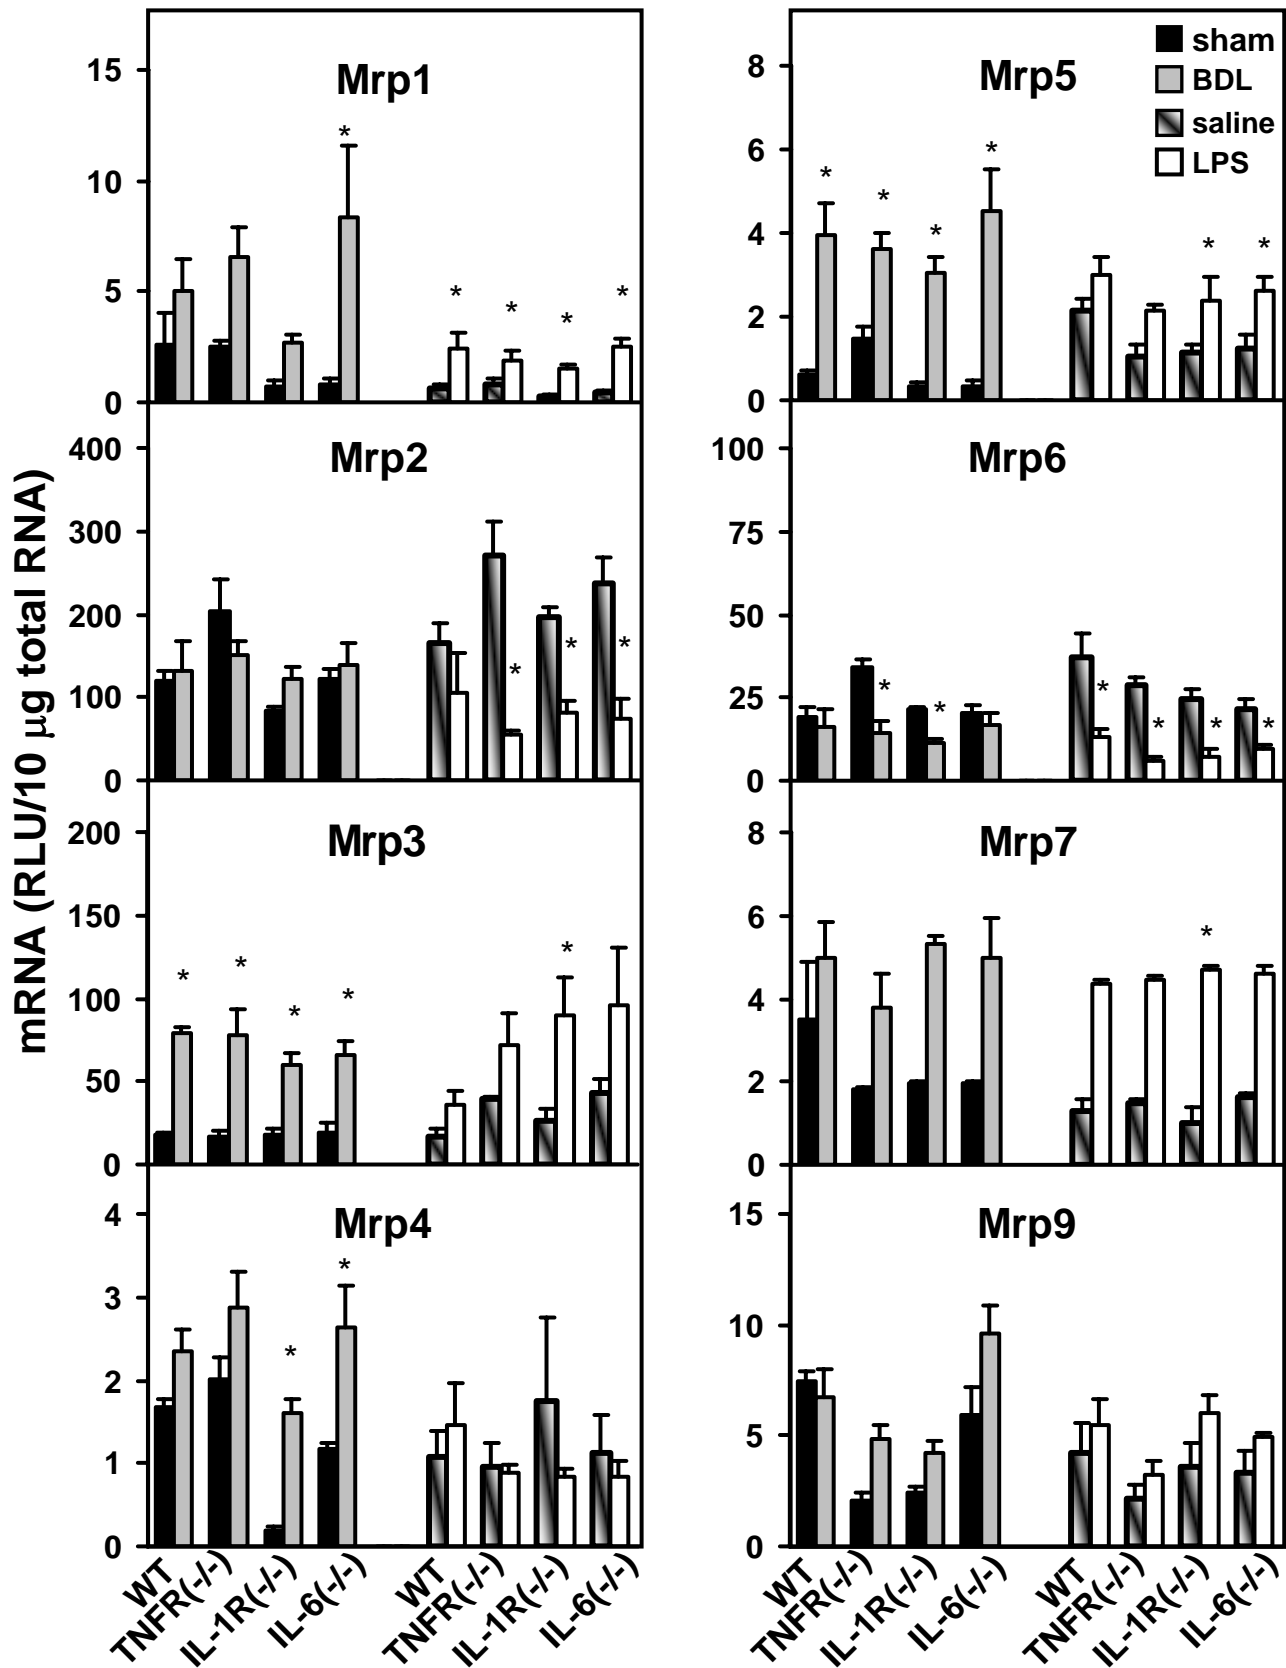 mRNA (RLU/10 μg total RNA)
Mrp1
15
10
5
0
*
* * * *
Mrp2
400
300
200
100
0
* * *
Mrp3
200
150
100
50
0
* * * *
*
Mrp4
4
3
2
1
0
* *
WT
TNFR(-/-)
IL-1R(-/-)
IL-6(-/-)
WT
TNFR(-/-)
IL-1R(-/-)
IL-6(-/-)
Mrp5
sham
BDL
saline
LPS
8
6
4
2
0
* * * *
* *
Mrp6
100
75
50
25
0
* *
* * * *
Mrp7
8
6
4
2
0
*
Mrp9
15
10
5
0
WT
TNFR(-/-)
IL-1R(-/-)
IL-6(-/-)
WT
TNFR(-/-)
IL-1R(-/-)
IL-6(-/-)